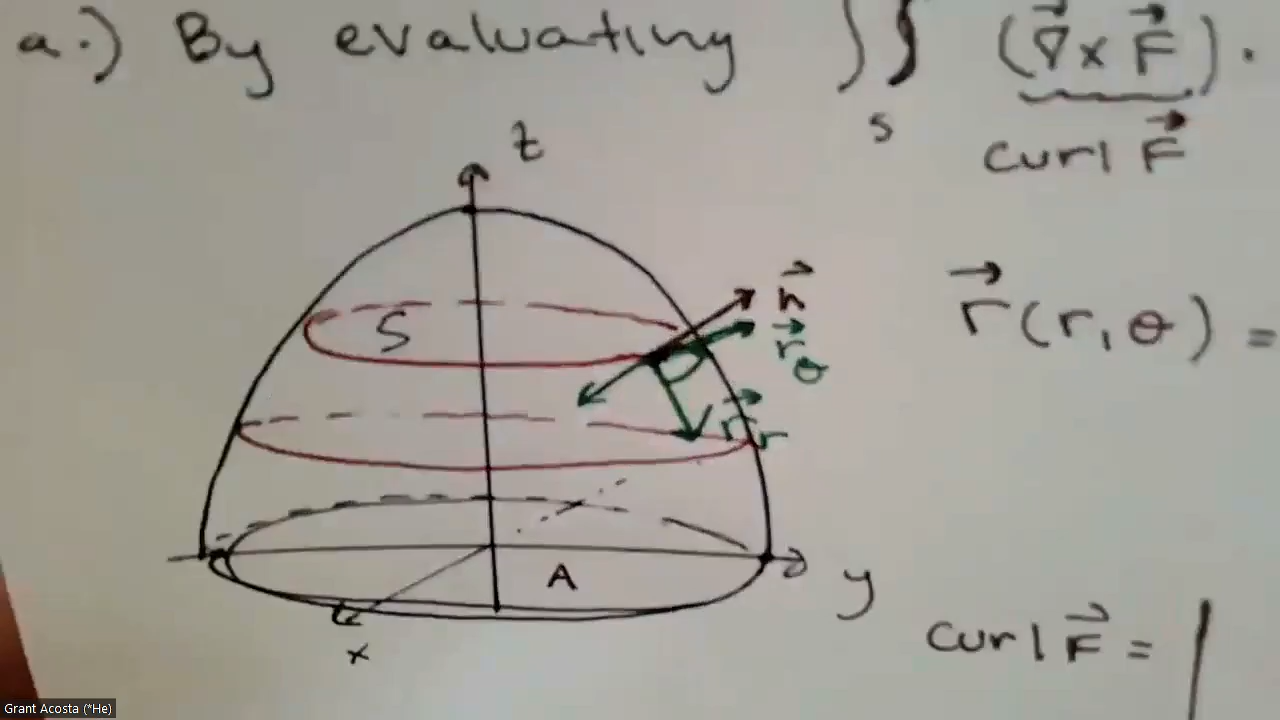 a.) By evaluating ∫∫ (∇⃗ x F⃗) .
S
curl F⃗
z
n⃗
S
r⃗θ
r⃗(r, θ) =
r⃗r
A
y
curl F⃗ = |
x
Grant Acosta (*He)